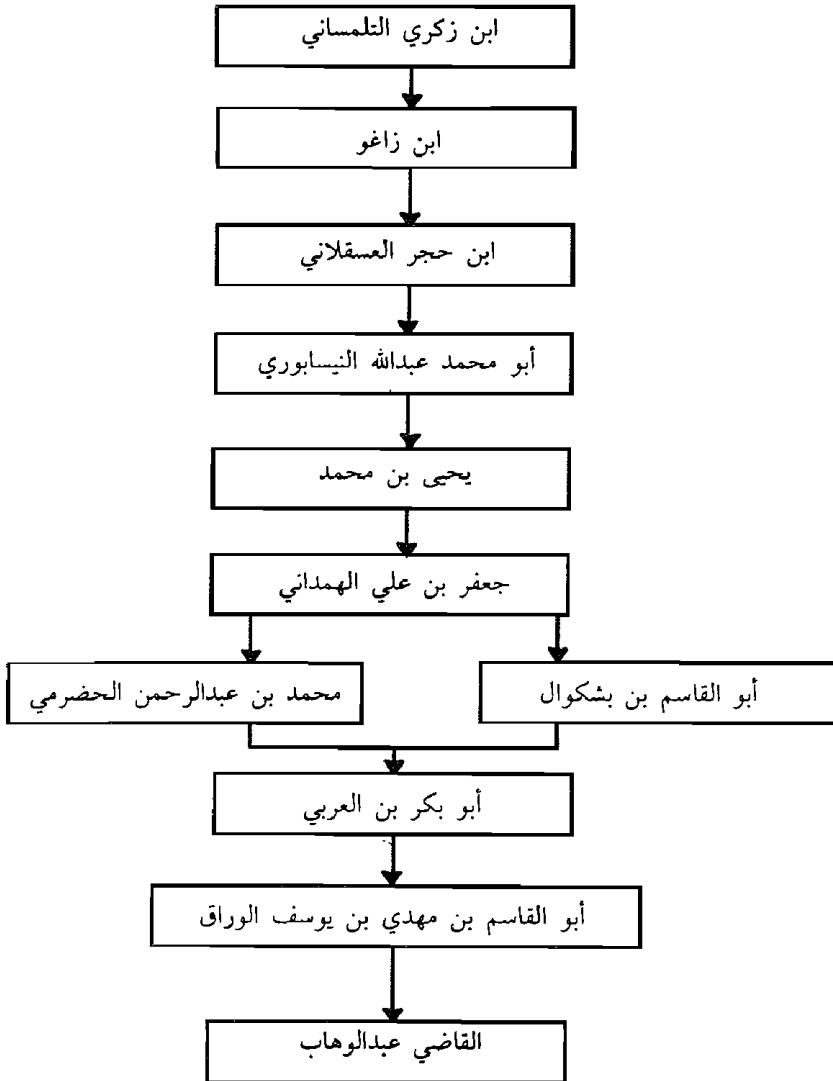 ابن زكري التلمساني
ابن زاغو
ابن حجر العسقلاني
أبو محمد عبدالله النيسابوري
يحيى بن محمد
جعفر بن علي الهمداني
أبو القاسم بن بشكوال
محمد بن عبدالرحمن الحضرمي
أبو بكر بن العربي
أبو القاسم بن مهدي بن يوسف الوراق
القاضي عبدالوهاب